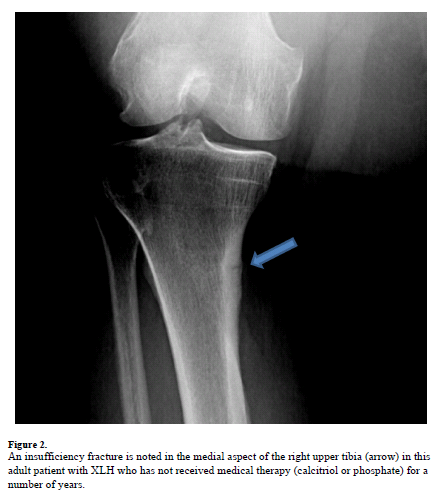 Figure 2.
An insufficiency fracture is noted in the medial aspect of the right upper tibia (arrow) in this
adult patient with XLH who has not received medical therapy (calcitriol or phosphate) for a
number of years.